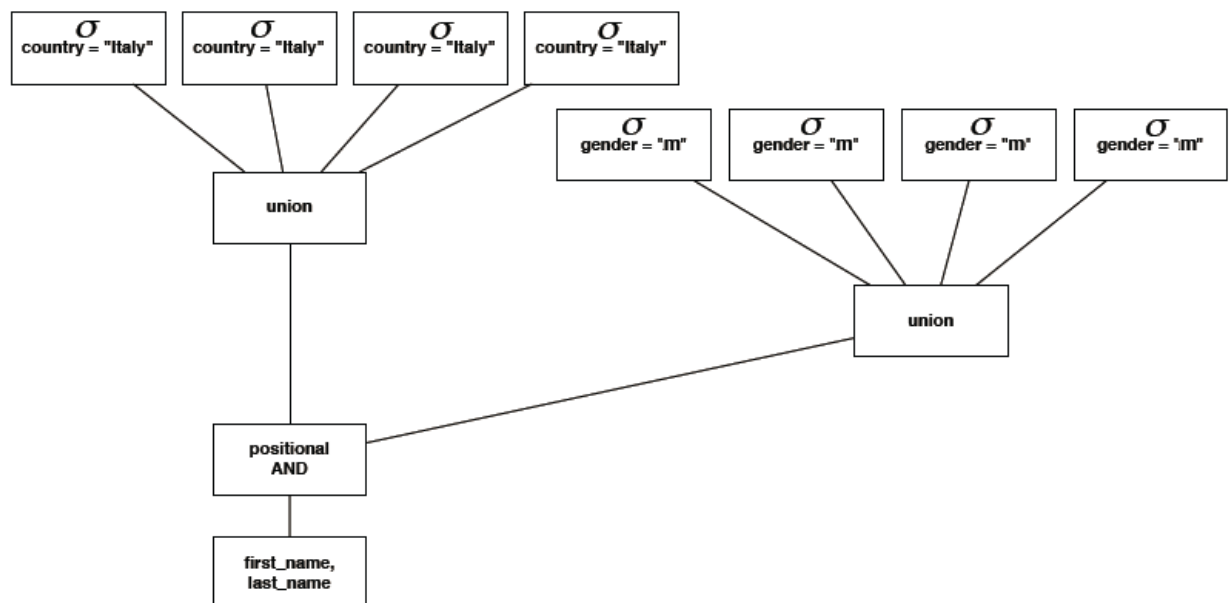 σ
country = "Italy"
σ
country = "Italy"
σ
country = "Italy"
σ
country = "Italy"
σ
gender = "m"
σ
gender = "m"
σ
gender = "m"
σ
gender = "m"
union
union
positional
AND
first_name,
last_name